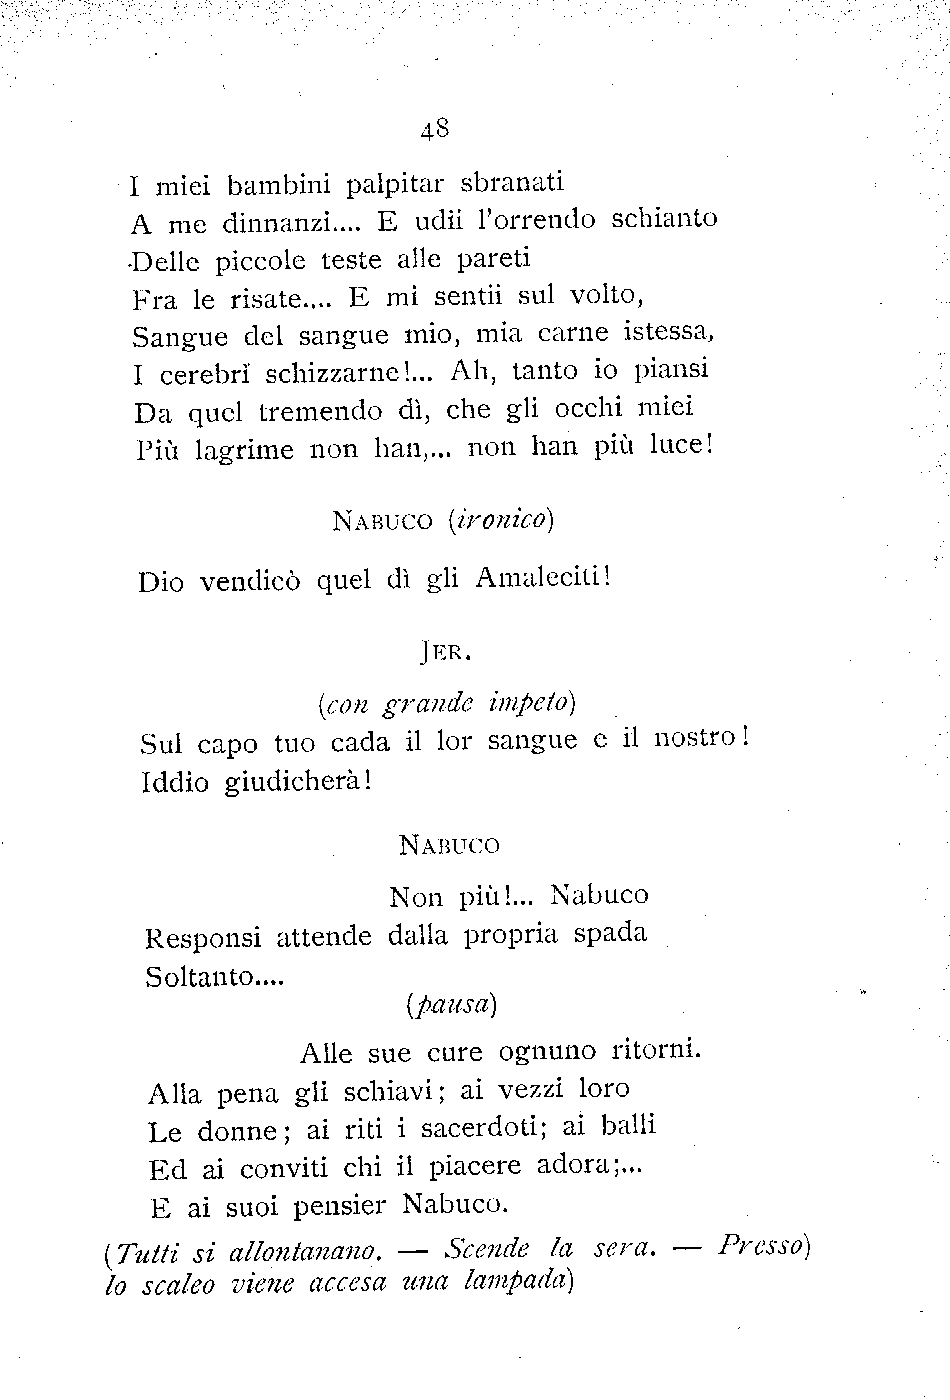 48
I miei bambini palpitar sbranati
A me dinnanzi.... E udii l'orrendo schianto
Delle piccole teste alle pareti
Fra le risate.... E mi sentii sul volto,
Sangue del sangue mio, mia carne istessa,
I cerebri schizzarne!... Ah, tanto io piansi
Da quel tremendo dì, che gli occhi miei
Più lagrime non han,... non han più luce!
NABUCO (ironico)
Dio vendicò quel dì gli Amaleciti!
JER.
(con grande impeto)
Sul capo tuo cada il lor sangue e il nostro!
Iddio giudicherà!
NABUCO
Non più!... Nabuco
Responsi attende dalla propria spada
Soltanto....
(pausa)
Alle sue cure ognuno ritorni.
Alla pena gli schiavi; ai vezzi loro
Le donne; ai riti i sacerdoti; ai balli
Ed ai conviti chi il piacere adora;...
E ai suoi pensier Nabuco.
(Tutti si allontanano. — Scende la sera. — Presso)
lo scaleo viene accesa una lampada)